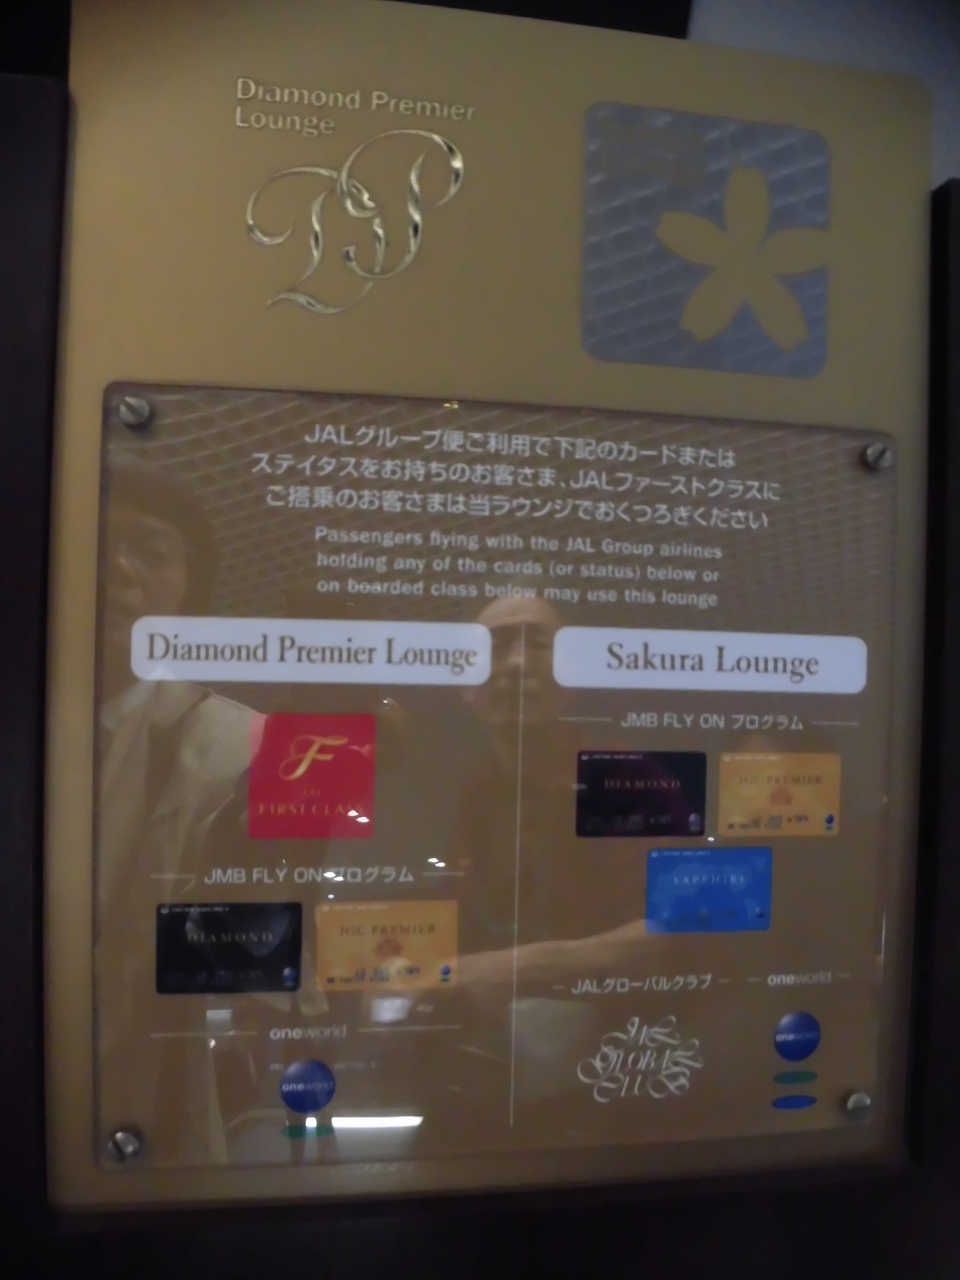 Diamond Premier
Lounge
DP
JALグループ便ご利用で下記のカードまたは
ステイタスをお持ちのお客さま、JALファーストクラスに
ご搭乗のお客さまは当ラウンジでおくつろぎください
Passengers flying with the JAL Group airlines
holding any of the cards (or status) below or
on boarded class below may use this lounge
Diamond Premier Lounge
F
JAL
FIRST CLASS
JMB FLY ON プログラム
DIAMOND
JGC PREMIER
oneworld
oneworld
Sakura Lounge
JMB FLY ON プログラム
DIAMOND
JGC PREMIER
SAPPHIRE
JALグローバルクラブ
oneworld
JAL
GLOBAL
CLUB
oneworld